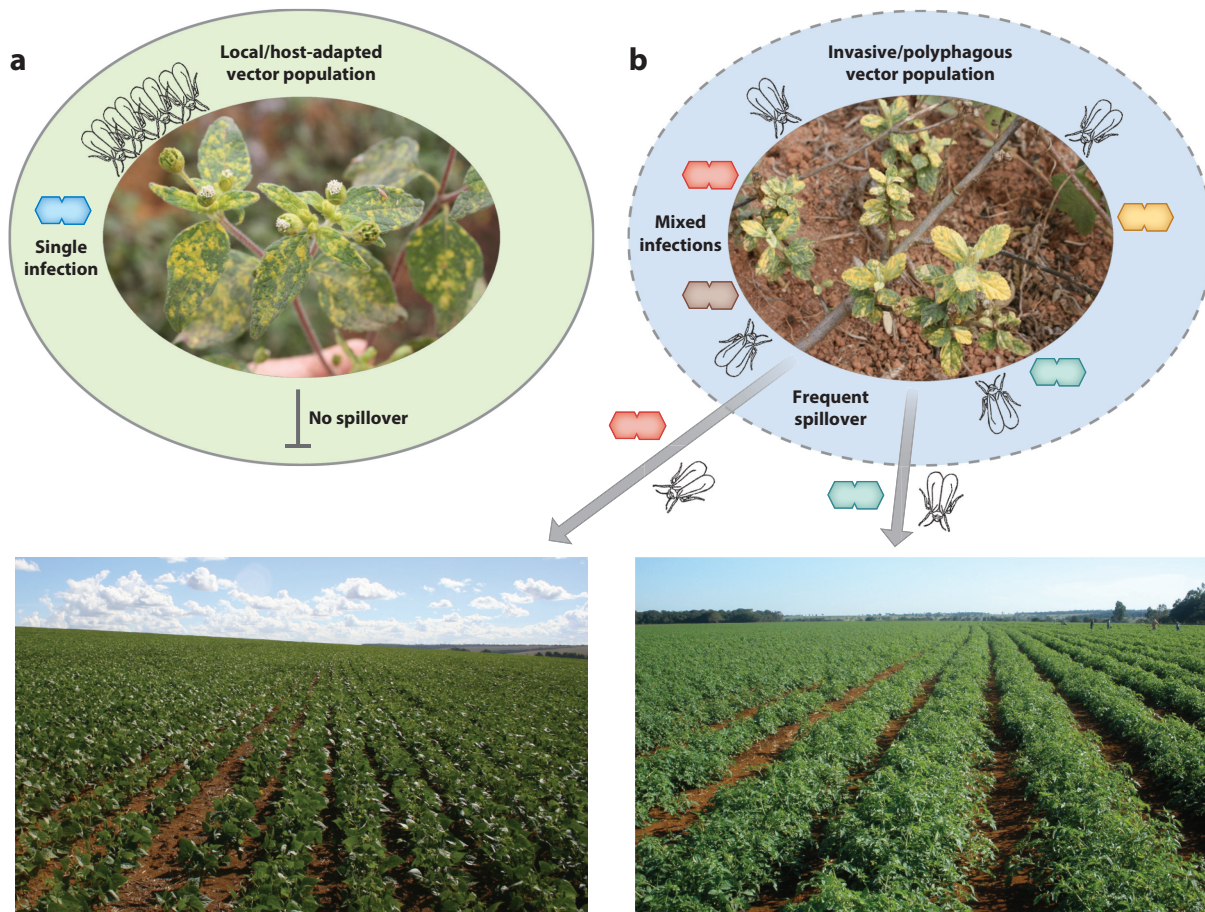 a
Local/host-adapted
vector population
Single
infection
No spillover
b
Invasive/polyphagous
vector population
Mixed
infections
Frequent
spillover